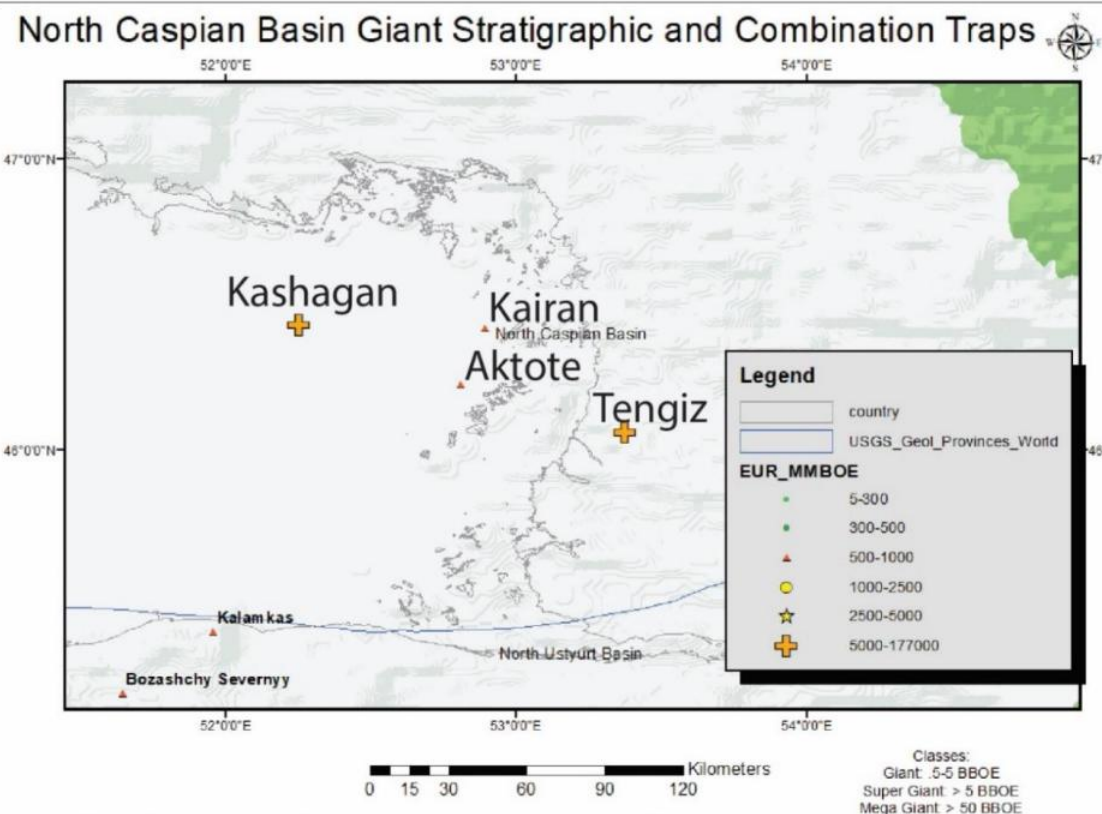 North Caspian Basin Giant Stratigraphic and Combination Traps
N
W
E
S
52°0'0"E 53°0'0"E 54°0'0"E
47°0'0"N
47
Kashagan
Kairan
North Caspian Basin
Aktote
Tengiz
46°0'0"N
46
Kalamkas
North Ustyurt Basin
Bozashchy Severnyy
Legend
country
USGS_Geol_Provinces_World
EUR_MMBOE
5-300
300-500
500-1000
1000-2500
2500-5000
5000-177000
52°0'0"E 53°0'0"E 54°0'0"E
Kilometers
0 15 30 60 90 120
Classes:
Giant: .5-5 BBOE
Super Giant: > 5 BBOE
Mega Giant: > 50 BBOE